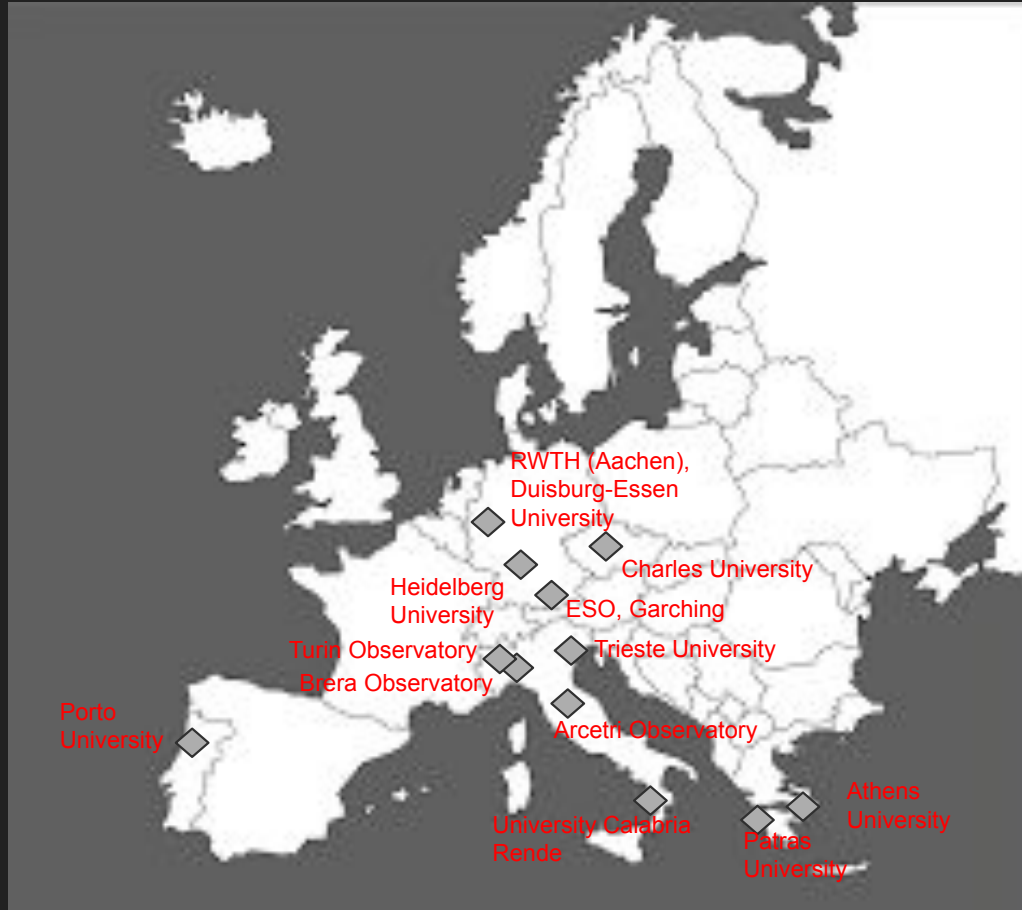 RWTH (Aachen),
Duisburg-Essen
University
Charles University
Heidelberg
University
ESO, Garching
Turin Observatory
Trieste University
Brera Observatory
Porto
University
Arcetri Observatory
Athens
University
University Calabria
Rende
Patras
University